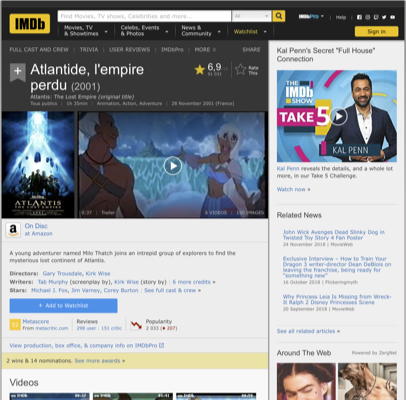 IMDb
Find Movies, TV shows, Celebrities and more...
All
IMDbPro
Help
Movies, TV
& Showtimes
Celebs, Events
& Photos
News &
Community
Watchlist
Sign in
FULL CAST AND CREW | TRIVIA | USER REVIEWS | IMDbPro | MORE
SHARE
Atlantide, l'empire
perdu (2001)
6,9
Rate
This
Atlantis: The Lost Empire (original title)
Tous publics | 1h 35min | Animation, Action, Adventure | 28 November 2001 (France)
ATLANTIS
0:37 | Trailer
6 VIDEOS | 190 IMAGES
On Disc
at Amazon
A young adventurer named Milo Thatch joins an intrepid group of explorers to find the
mysterious lost continent of Atlantis.
Directors: Gary Trousdale, Kirk Wise
Writers: Tab Murphy (screenplay by), Kirk Wise (story by) | 6 more credits »
Stars: Michael J. Fox, Jim Varney, Corey Burton | See full cast & crew »
+ Add to Watchlist
52
Metascore
From metacritic.com
Reviews
298 user | 151 critic
Popularity
2 033 (207)
View production, box office, & company info on IMDbPro
2 wins & 14 nominations. See more awards »
Videos
Kal Penn's Secret "Full House"
Connection
THE
IMDb
SHOW
TAKE 5
KAL PENN
Kal Penn reveals the details, and a whole lot
more, in our Take 5 Challenge.
Watch now »
Related News
John Wick Avenges Dead Slinky Dog in
Twisted Toy Story 4 Fan Poster
24 November 2018 | MovieWeb
Exclusive Interview – How to Train Your
Dragon 3 writer-director Dean DeBlois on
leaving the franchise, being ready for
"something new"
16 October 2018 | Flickeringmyth
Why Princess Leia Is Missing from Wreck-
It Ralph 2 Disney Princesses Scene
20 September 2018 | MovieWeb
See all related articles »
Around The Web
Powered by ZergNet